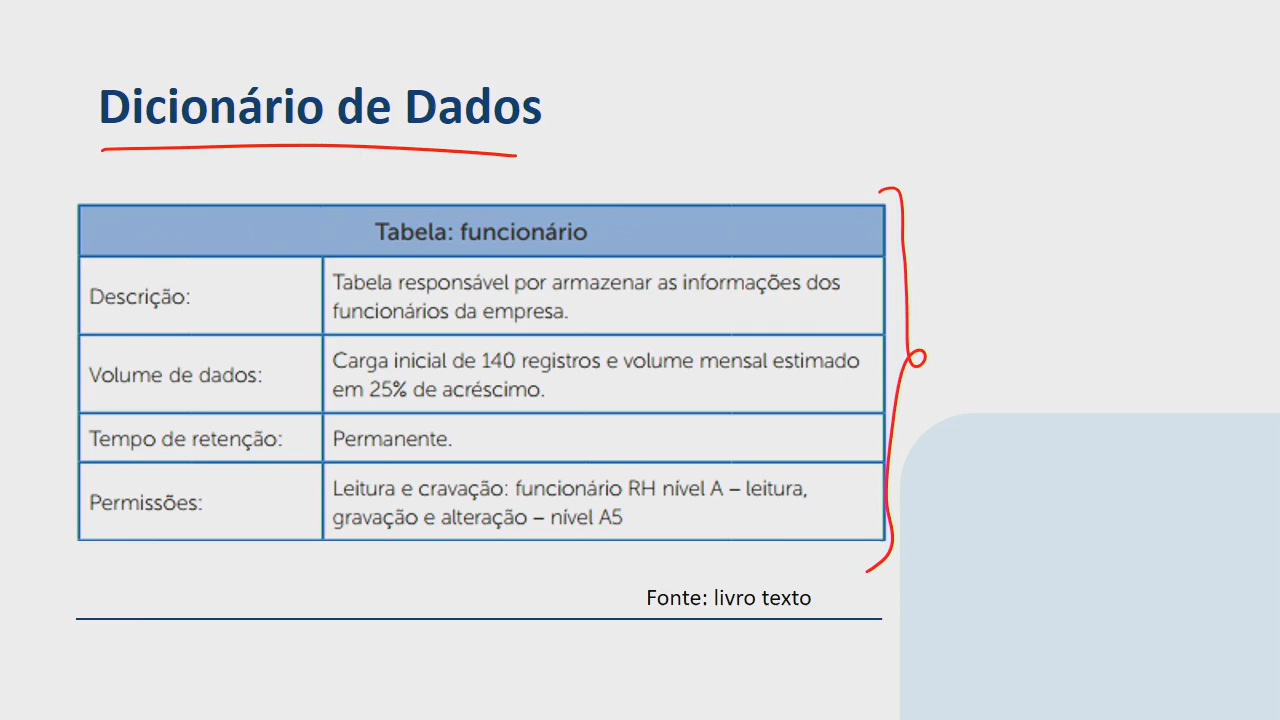 Dicionário de Dados
Tabela: funcionário
Descrição:
Tabela responsável por armazenar as informações dos
funcionários da empresa.
Volume de dados:
Carga inicial de 140 registros e volume mensal estimado
em 25% de acréscimo.
Tempo de retenção:
Permanente.
Permissões:
Leitura e cravação: funcionário RH nível A – leitura,
gravação e alteração – nível A5
Fonte: livro texto